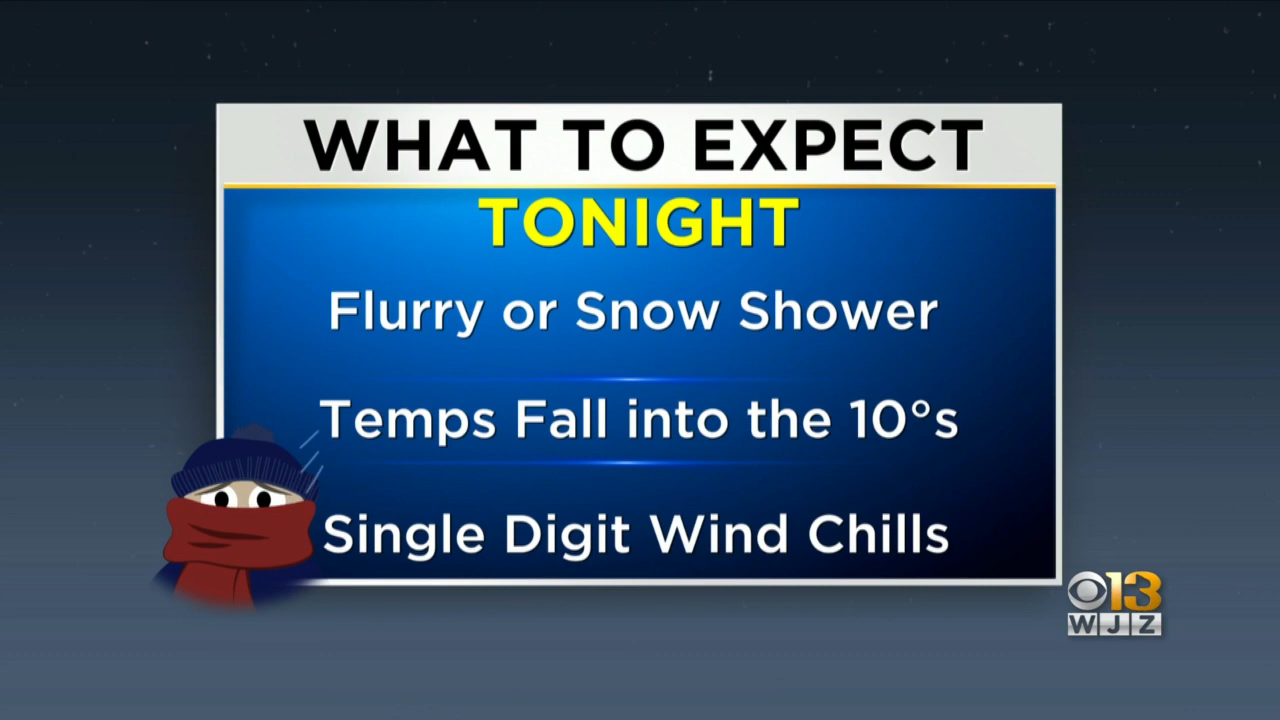 WHAT TO EXPECT
TONIGHT
Flurry or Snow Shower
Temps Fall into the 10°s
Single Digit Wind Chills
13
WJZ